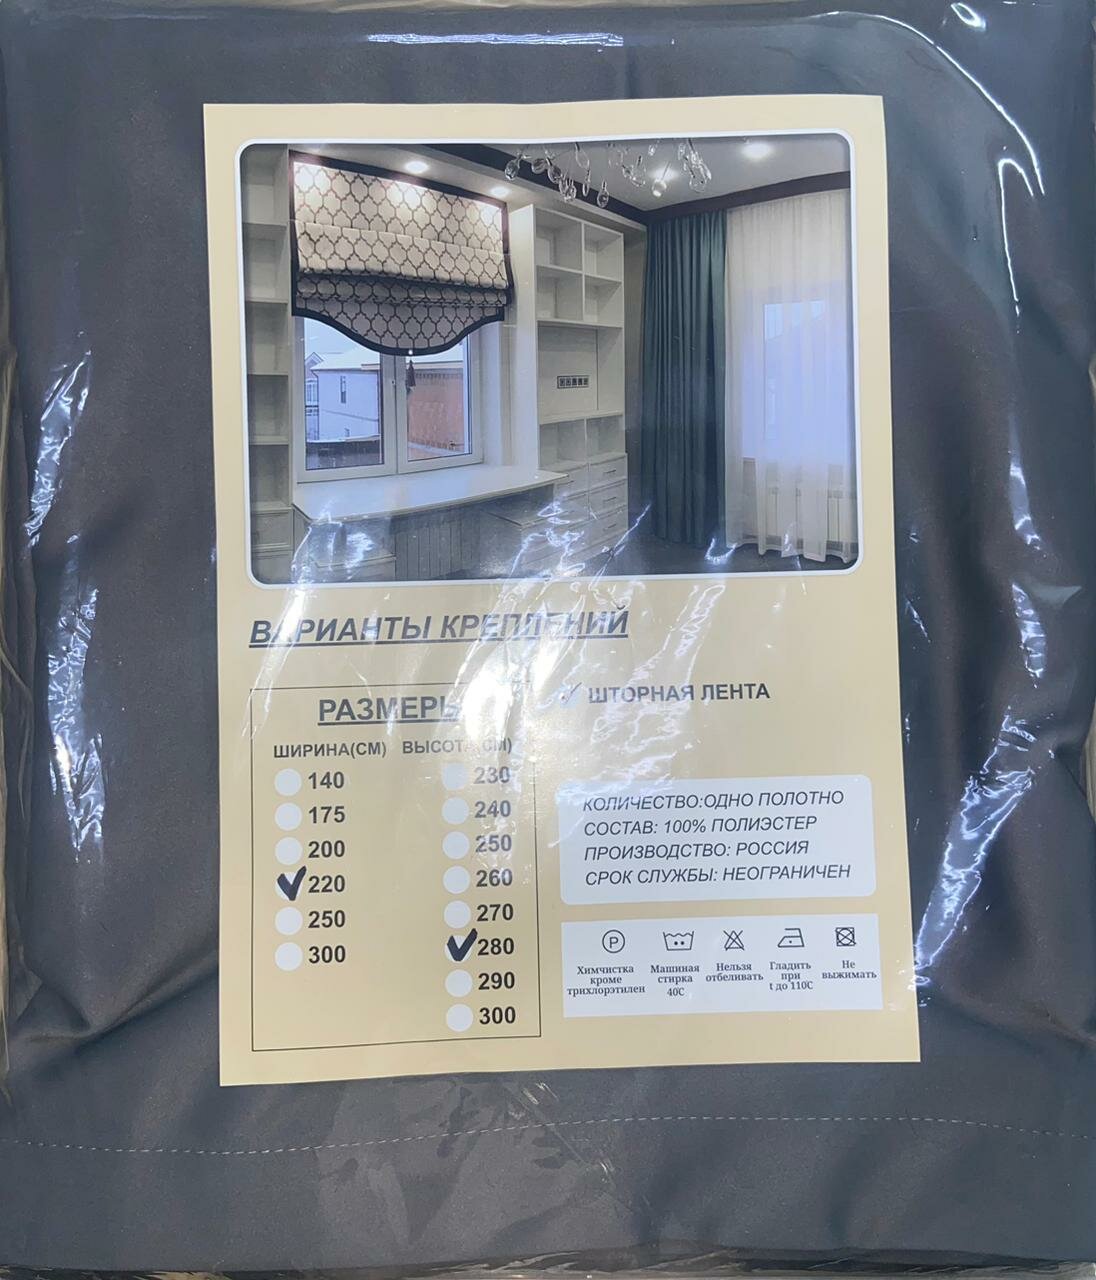 ВАРИАНТЫ КРЕПЛЕНИЙ
ШТОРНАЯ ЛЕНТА
РАЗМЕРЫ
ШИРИНА(СМ) ВЫСОТА(СМ)
140 230
175 240
200 250
220 260
250 270
300 280
290
300
КОЛИЧЕСТВО:ОДНО ПОЛОТНО
СОСТАВ: 100% ПОЛИЭСТЕР
ПРОИЗВОДСТВО: РОССИЯ
СРОК СЛУЖБЫ: НЕОГРАНИЧЕН
P
Химчистка
кроме
трихлорэтилен
Машиная
стирка
40°C
Нельзя
отбеливать
Гладить
при
t до 110°C
Не
выжимать